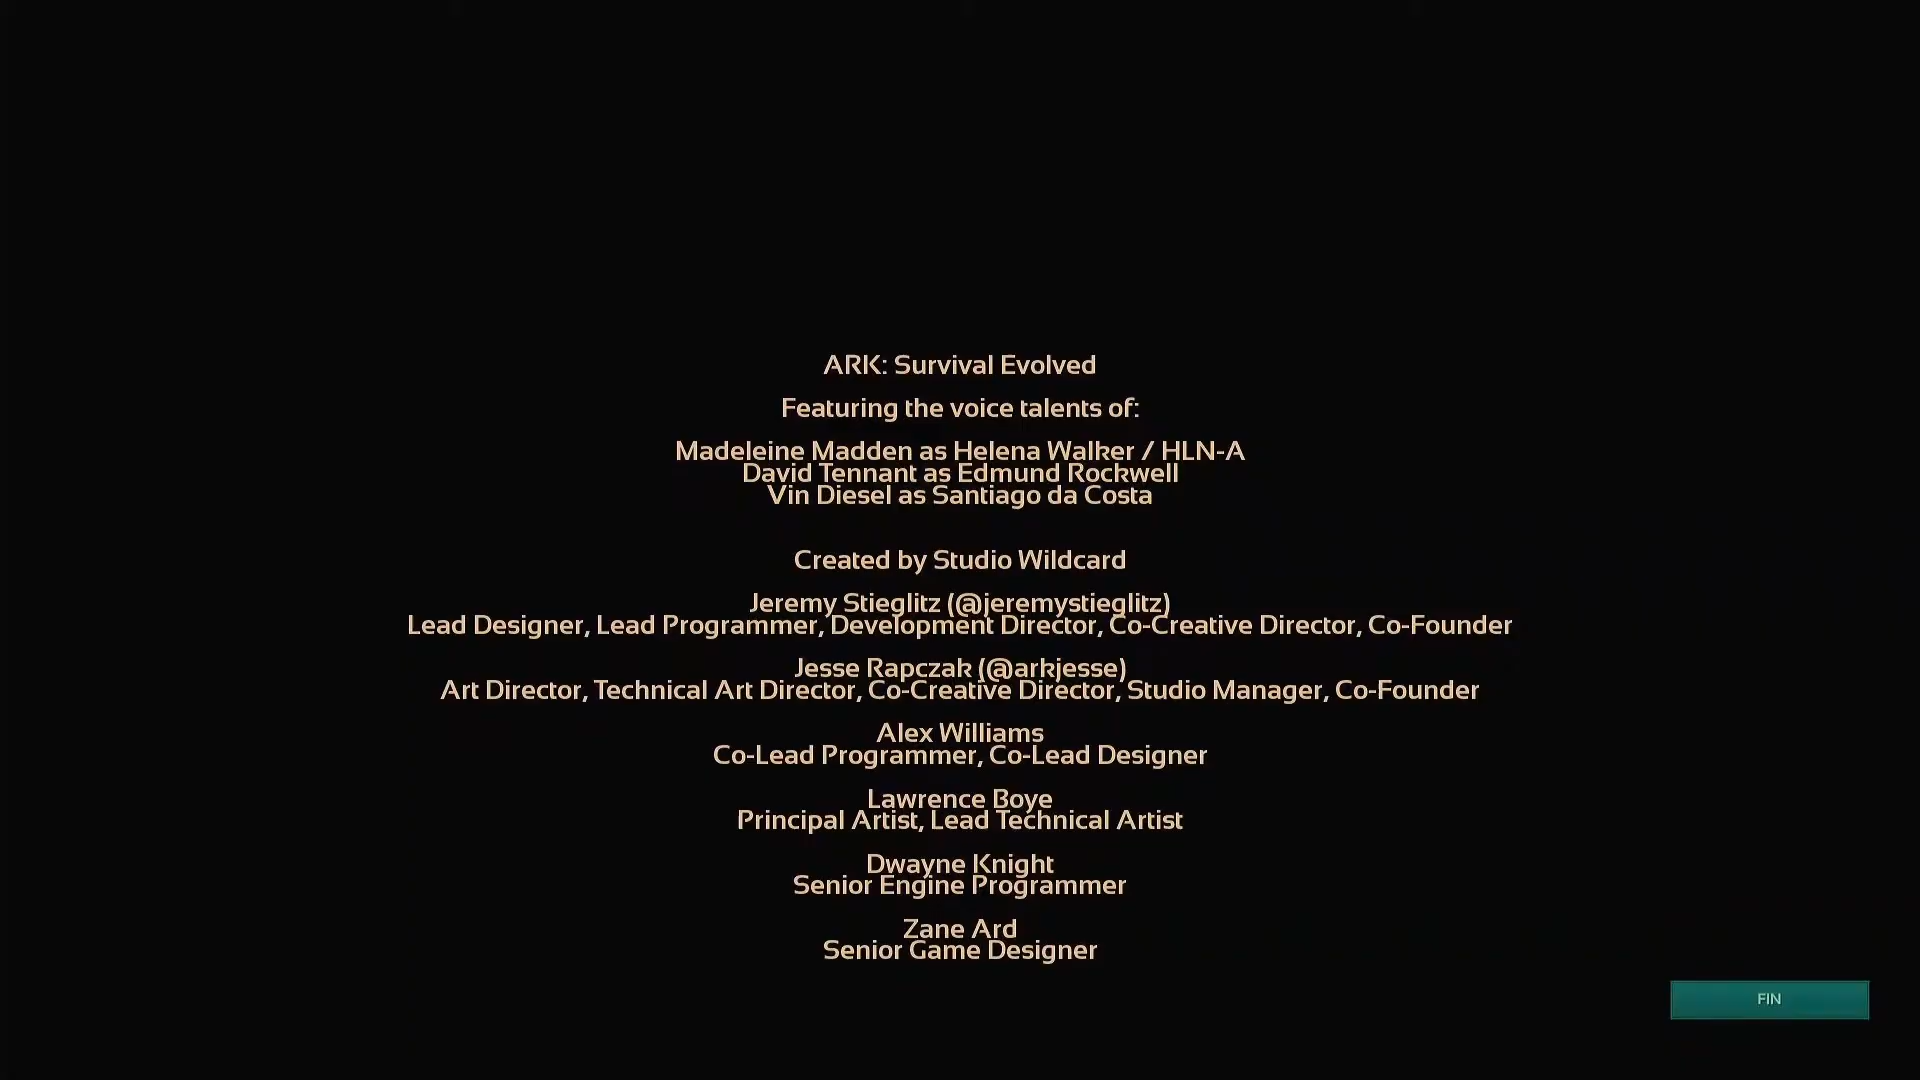 ARK: Survival Evolved
Featuring the voice talents of:
Madeleine Madden as Helena Walker / HLN-A
David Tennant as Edmund Rockwell
Vin Diesel as Santiago da Costa
Created by Studio Wildcard
Jeremy Stieglitz (@jeremystieglitz)
Lead Designer, Lead Programmer, Development Director, Co-Creative Director, Co-Founder
Jesse Rapczak (@arkjesse)
Art Director, Technical Art Director, Co-Creative Director, Studio Manager, Co-Founder
Alex Williams
Co-Lead Programmer, Co-Lead Designer
Lawrence Boye
Principal Artist, Lead Technical Artist
Dwayne Knight
Senior Engine Programmer
Zane Ard
Senior Game Designer
FIN